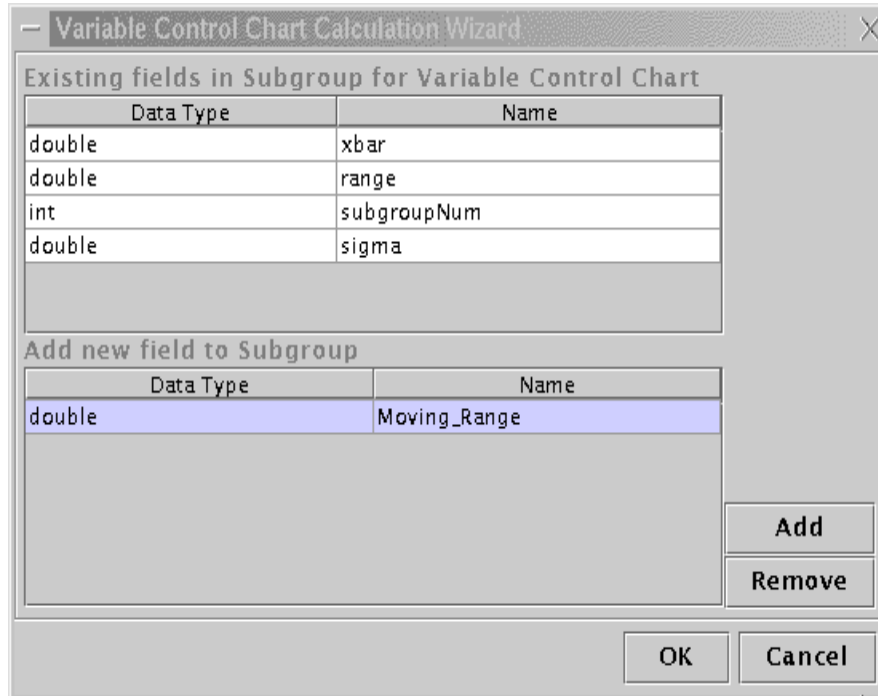 Variable Control Chart Calculation Wizard
Existing fields in Subgroup for Variable Control Chart
Data Type Name
double xbar
double range
int subgroupNum
double sigma
Add new field to Subgroup
Data Type Name
double Moving_Range
Add
Remove
OK Cancel